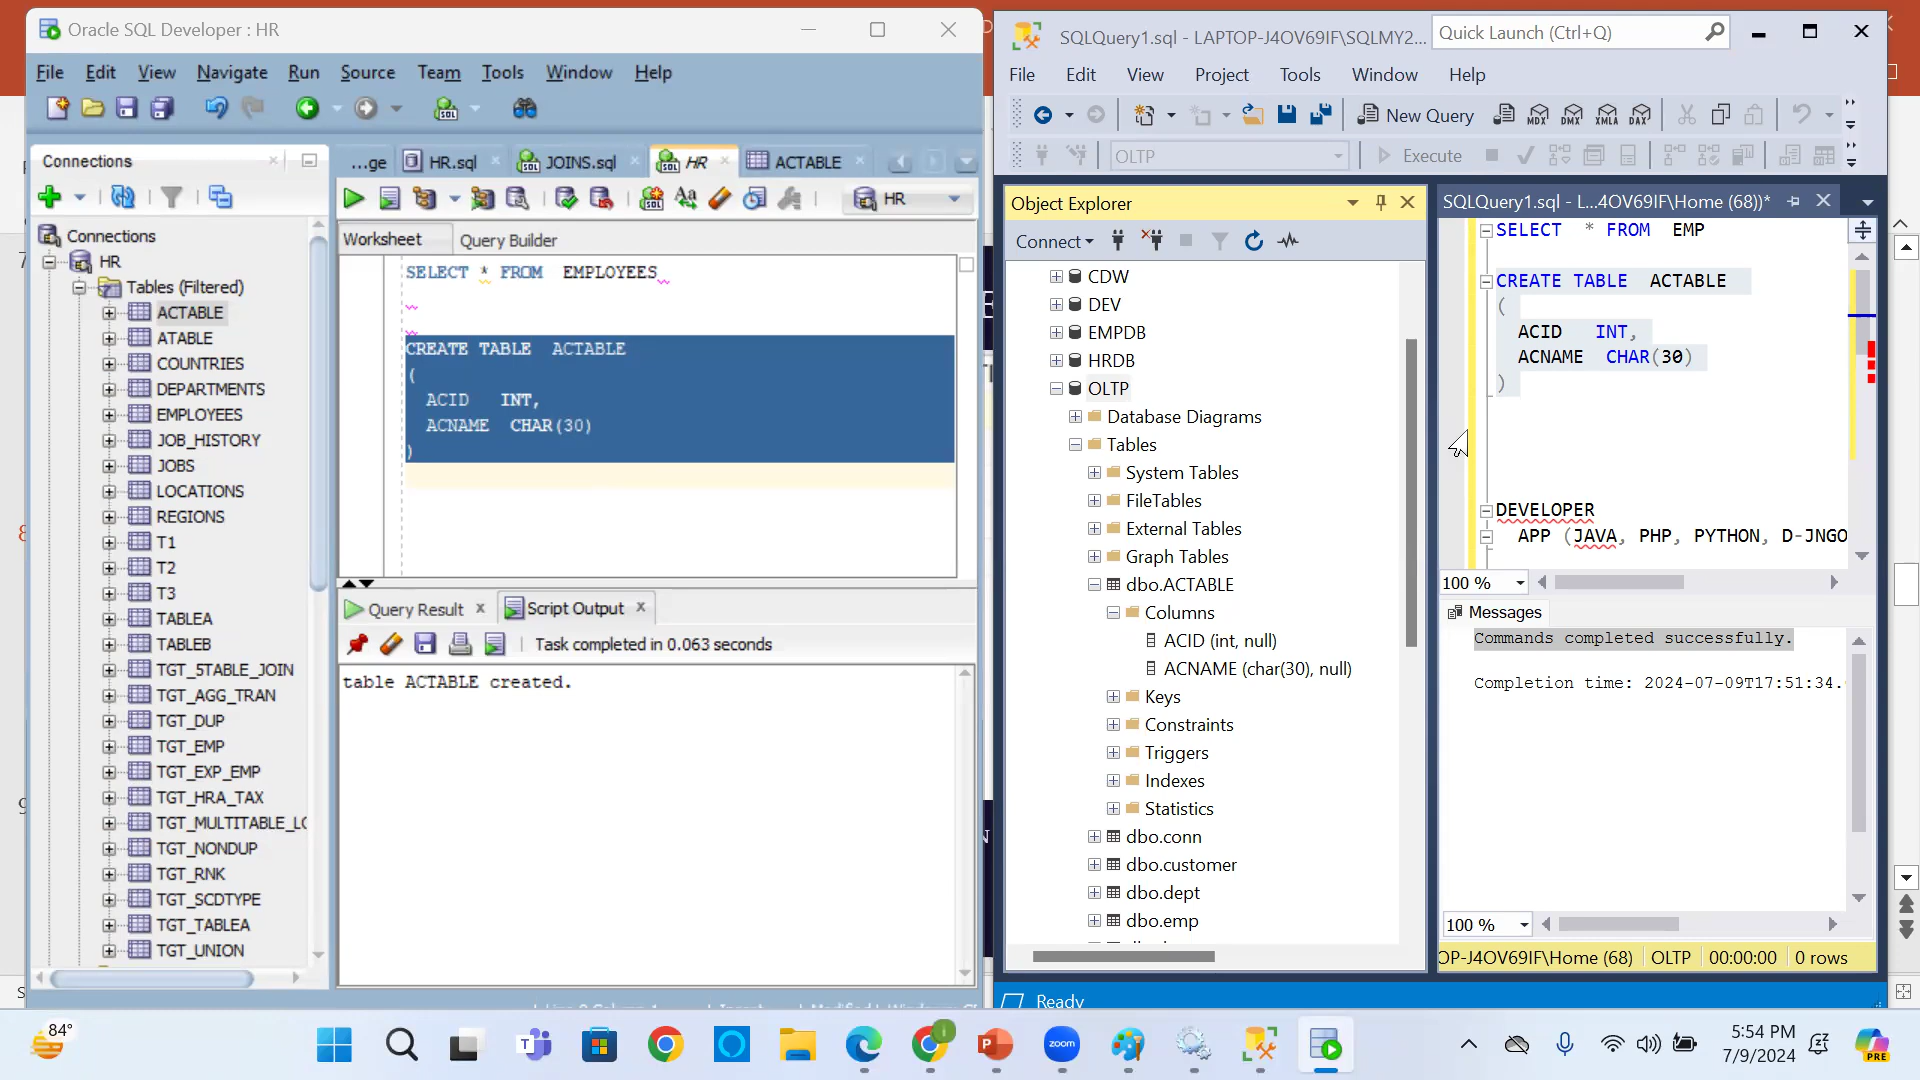 Oracle SQL Developer : HR
File Edit View Navigate Run Source Team Tools Window Help
Connections
Connections
HR
Tables (Filtered)
ACTABLE
ATABLE
COUNTRIES
DEPARTMENTS
EMPLOYEES
JOB_HISTORY
JOBS
LOCATIONS
REGIONS
T1
T2
T3
TABLEA
TABLEB
TGT_5TABLE_JOIN
TGT_AGG_TRAN
TGT_DUP
TGT_EMP
TGT_EXP_EMP
TGT_HRA_TAX
TGT_MULTITABLE_LC
TGT_NONDUP
TGT_RNK
TGT_SCDTYPE
TGT_TABLEA
TGT_UNION
...ge HR.sql JOINS.sql HR ACTABLE
HR
Worksheet Query Builder
SELECT * FROM EMPLOYEES
CREATE TABLE ACTABLE
(
ACID INT,
ACNAME CHAR(30)
)
Query Result Script Output
Task completed in 0.063 seconds
table ACTABLE created.
SQLQuery1.sql - LAPTOP-J4OV69IF\SQLMY2...
Quick Launch (Ctrl+Q)
File Edit View Project Tools Window Help
New Query MDX DMX XMLA DAX
OLTP Execute
Object Explorer
Connect
CDW
DEV
EMPDB
HRDB
OLTP
Database Diagrams
Tables
System Tables
FileTables
External Tables
Graph Tables
dbo.ACTABLE
Columns
ACID (int, null)
ACNAME (char(30), null)
Keys
Constraints
Triggers
Indexes
Statistics
dbo.conn
dbo.customer
dbo.dept
dbo.emp
SQLQuery1.sql - L...4OV69IF\Home (68))*
SELECT * FROM EMP
CREATE TABLE ACTABLE
(
ACID INT,
ACNAME CHAR(30)
)
DEVELOPER
APP (JAVA, PHP, PYTHON, D-JNGO
100 %
Messages
Commands completed successfully.
Completion time: 2024-07-09T17:51:34.
100 %
OP-J4OV69IF\Home (68) OLTP 00:00:00 0 rows
Ready
84°
zoom
5:54 PM
7/9/2024
PRE